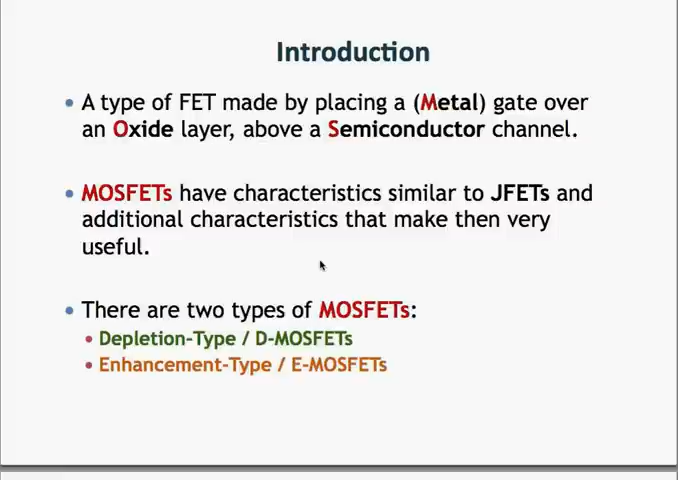 Introduction
• A type of FET made by placing a (Metal) gate over
an Oxide layer, above a Semiconductor channel.
• MOSFETs have characteristics similar to JFETs and
additional characteristics that make then very
useful.
• There are two types of MOSFETs:
• Depletion-Type / D-MOSFETs
• Enhancement-Type / E-MOSFETs